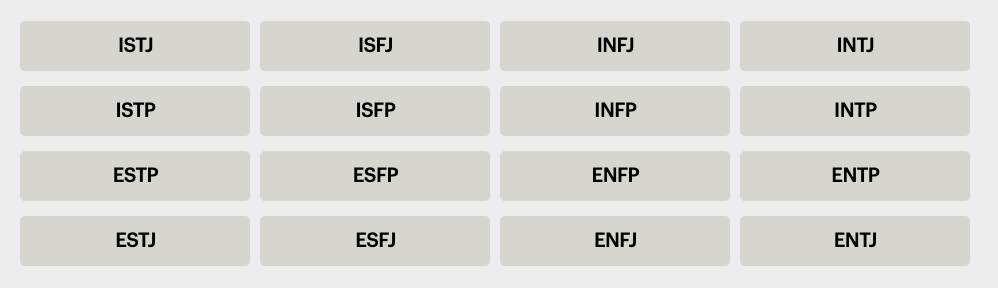 ISTJ ISFJ INFJ INTJ
ISTP ISFP INFP INTP
ESTP ESFP ENFP ENTP
ESTJ ESFJ ENFJ ENTJ